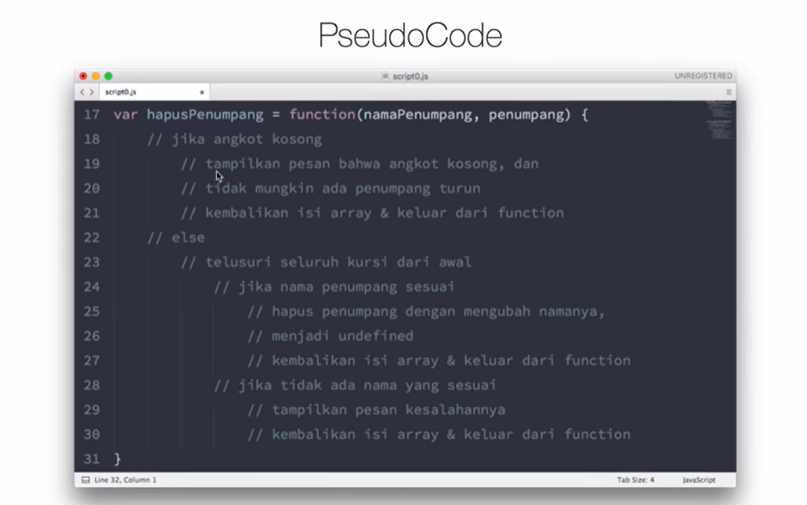 PseudoCode
script0.js
UNREGISTERED
script0.js
17 var hapusPenumpang = function(namaPenumpang, penumpang) {
18 // jika angkot kosong
19 // tampilkan pesan bahwa angkot kosong, dan
20 // tidak mungkin ada penumpang turun
21 // kembalikan isi array & keluar dari function
22 // else
23 // telusuri seluruh kursi dari awal
24 // jika nama penumpang sesuai
25 // hapus penumpang dengan mengubah namanya,
26 // menjadi undefined
27 // kembalikan isi array & keluar dari function
28 // jika tidak ada nama yang sesuai
29 // tampilkan pesan kesalahannya
30 // kembalikan isi array & keluar dari function
31 }
Line 32, Column 1
Tab Size: 4
JavaScript